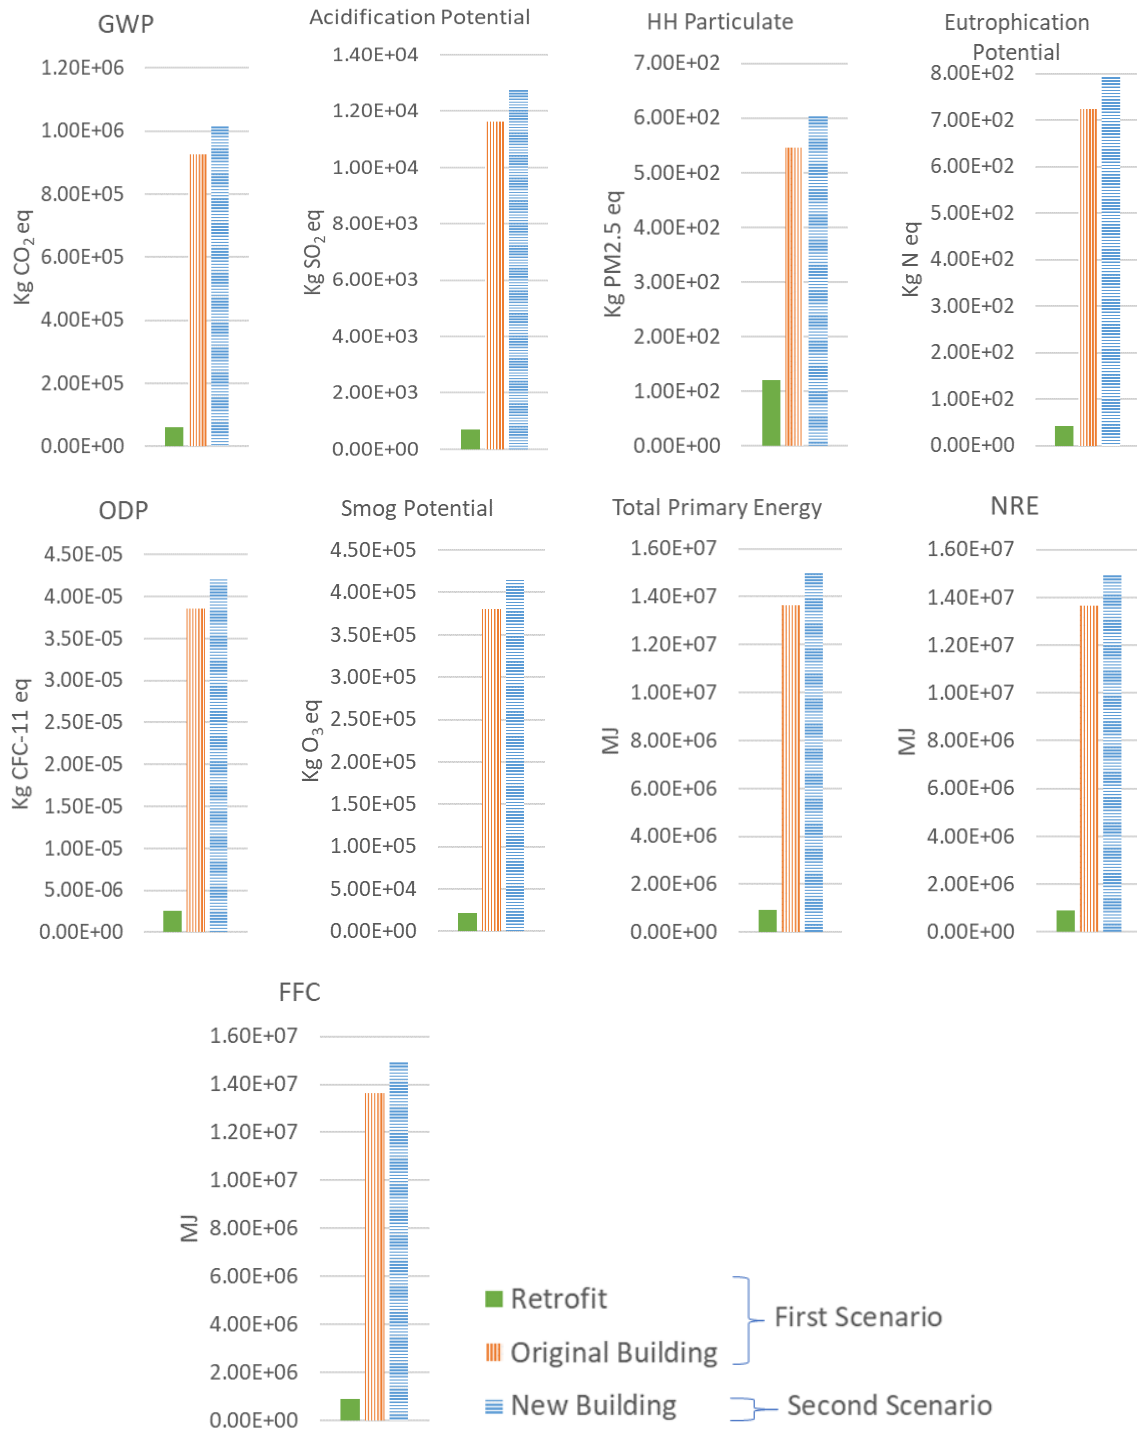 GWP
Kg CO2 eq
1.20E+06
1.00E+06
8.00E+05
6.00E+05
4.00E+05
2.00E+05
0.00E+00
Acidification Potential
Kg SO2 eq
1.40E+04
1.20E+04
1.00E+04
8.00E+03
6.00E+03
4.00E+03
2.00E+03
0.00E+00
HH Particulate
Kg PM2.5 eq
7.00E+02
6.00E+02
5.00E+02
4.00E+02
3.00E+02
2.00E+02
1.00E+02
0.00E+00
Eutrophication
Potential
Kg N eq
8.00E+02
7.00E+02
6.00E+02
5.00E+02
4.00E+02
3.00E+02
2.00E+02
1.00E+02
0.00E+00
ODP
Kg CFC-11 eq
4.50E-05
4.00E-05
3.50E-05
3.00E-05
2.50E-05
2.00E-05
1.50E-05
1.00E-05
5.00E-06
0.00E+00
Smog Potential
Kg O3 eq
4.50E+05
4.00E+05
3.50E+05
3.00E+05
2.50E+05
2.00E+05
1.50E+05
1.00E+05
5.00E+04
0.00E+00
Total Primary Energy
MJ
1.60E+07
1.40E+07
1.20E+07
1.00E+07
8.00E+06
6.00E+06
4.00E+06
2.00E+06
0.00E+00
NRE
MJ
1.60E+07
1.40E+07
1.20E+07
1.00E+07
8.00E+06
6.00E+06
4.00E+06
2.00E+06
0.00E+00
FFC
MJ
1.60E+07
1.40E+07
1.20E+07
1.00E+07
8.00E+06
6.00E+06
4.00E+06
2.00E+06
0.00E+00
Retrofit
Original Building
First Scenario
New Building
Second Scenario